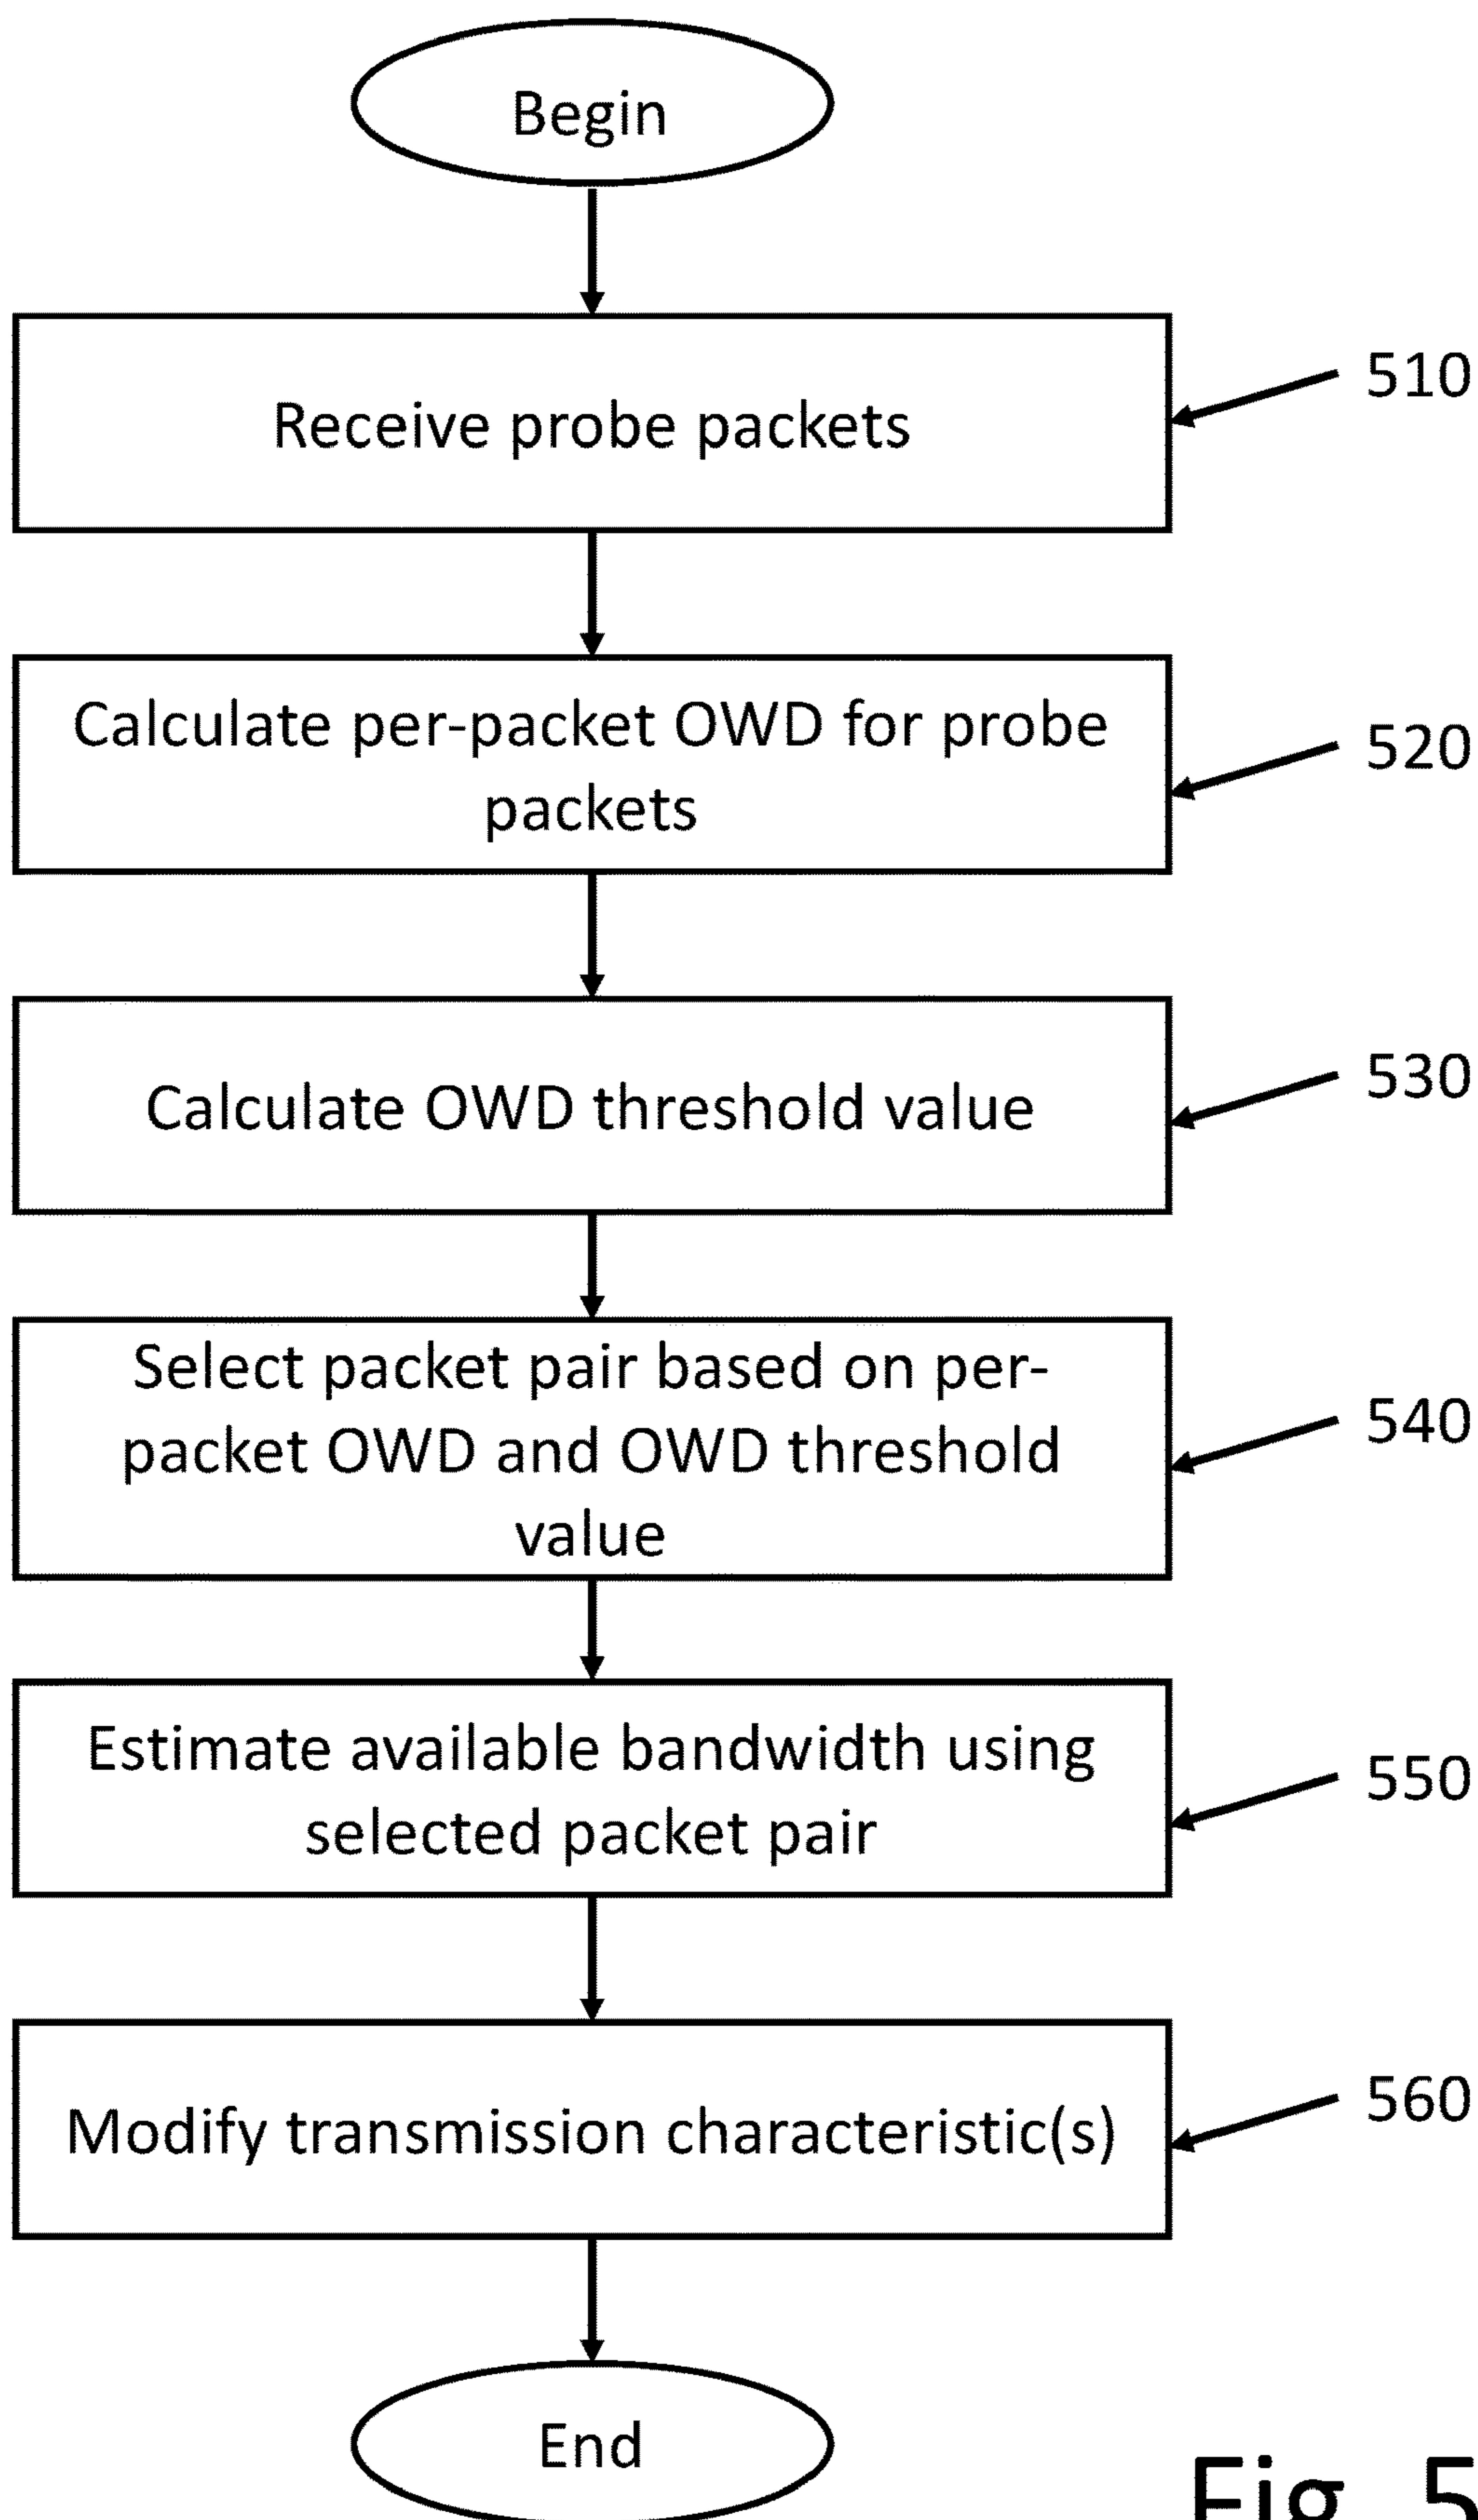 Begin
Receive probe packets
510
Calculate per-packet OWD for probe
packets
520
Calculate OWD threshold value
530
Select packet pair based on per-
packet OWD and OWD threshold
value
540
Estimate available bandwidth using
selected packet pair
550
Modify transmission characteristic(s)
560
End
Fig. 5